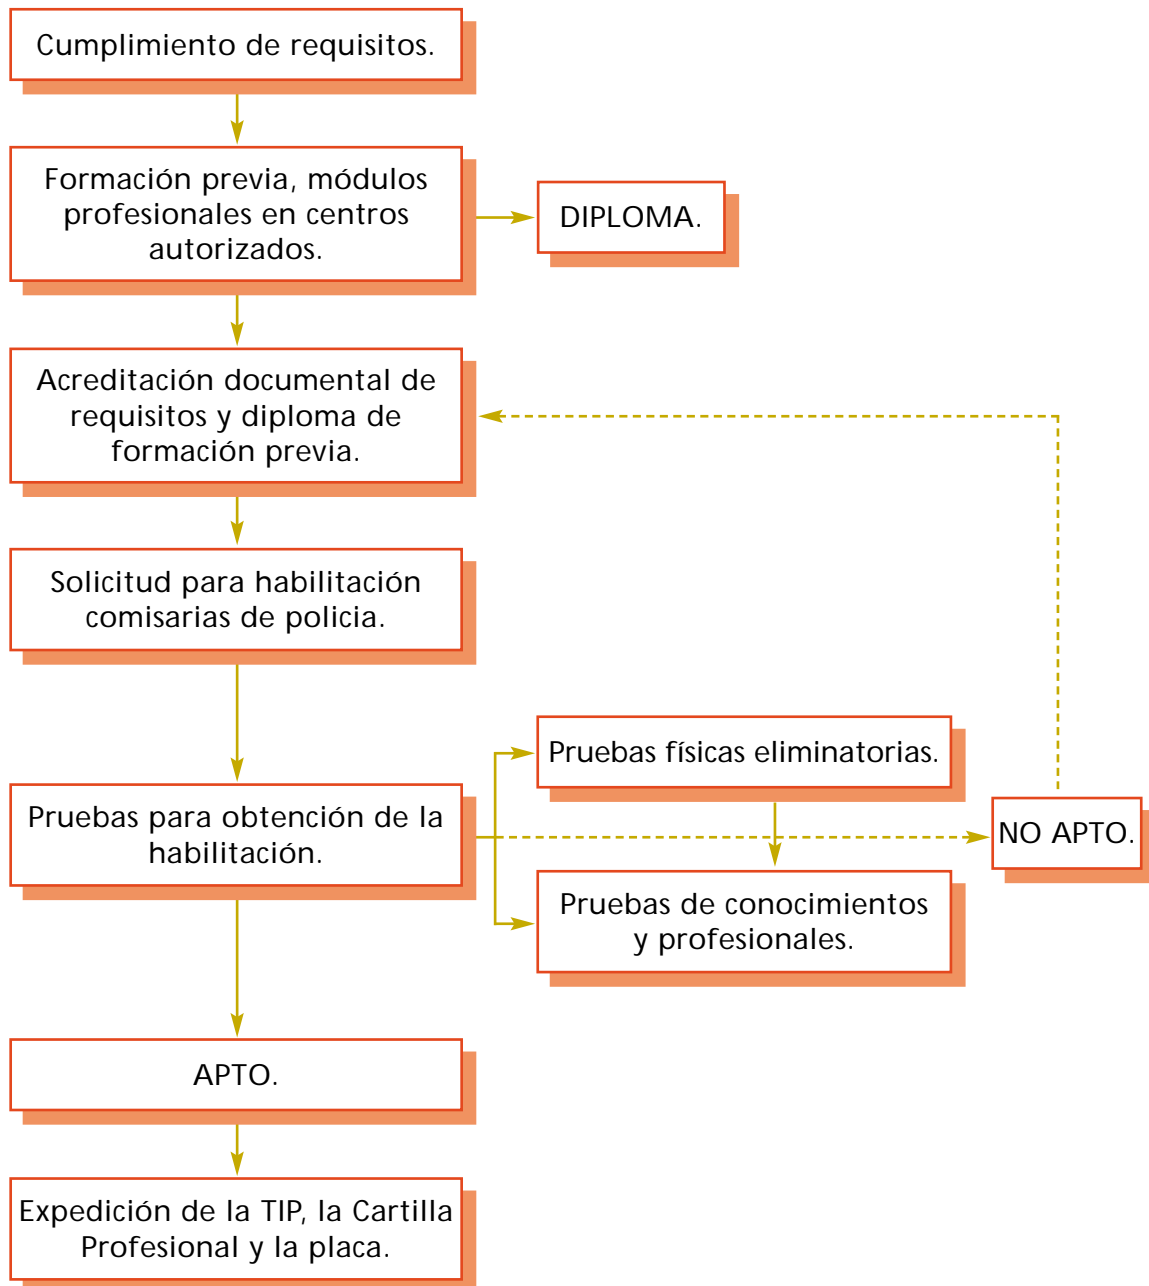 Cumplimiento de requisitos.
Formación previa, módulos
profesionales en centros
autorizados.
DIPLOMA.
Acreditación documental de
requisitos y diploma de
formación previa.
Solicitud para habilitación
comisarias de policia.
Pruebas para obtención de la
habilitación.
Pruebas físicas eliminatorias.
Pruebas de conocimientos
y profesionales.
NO APTO.
APTO.
Expedición de la TIP, la Cartilla
Profesional y la placa.